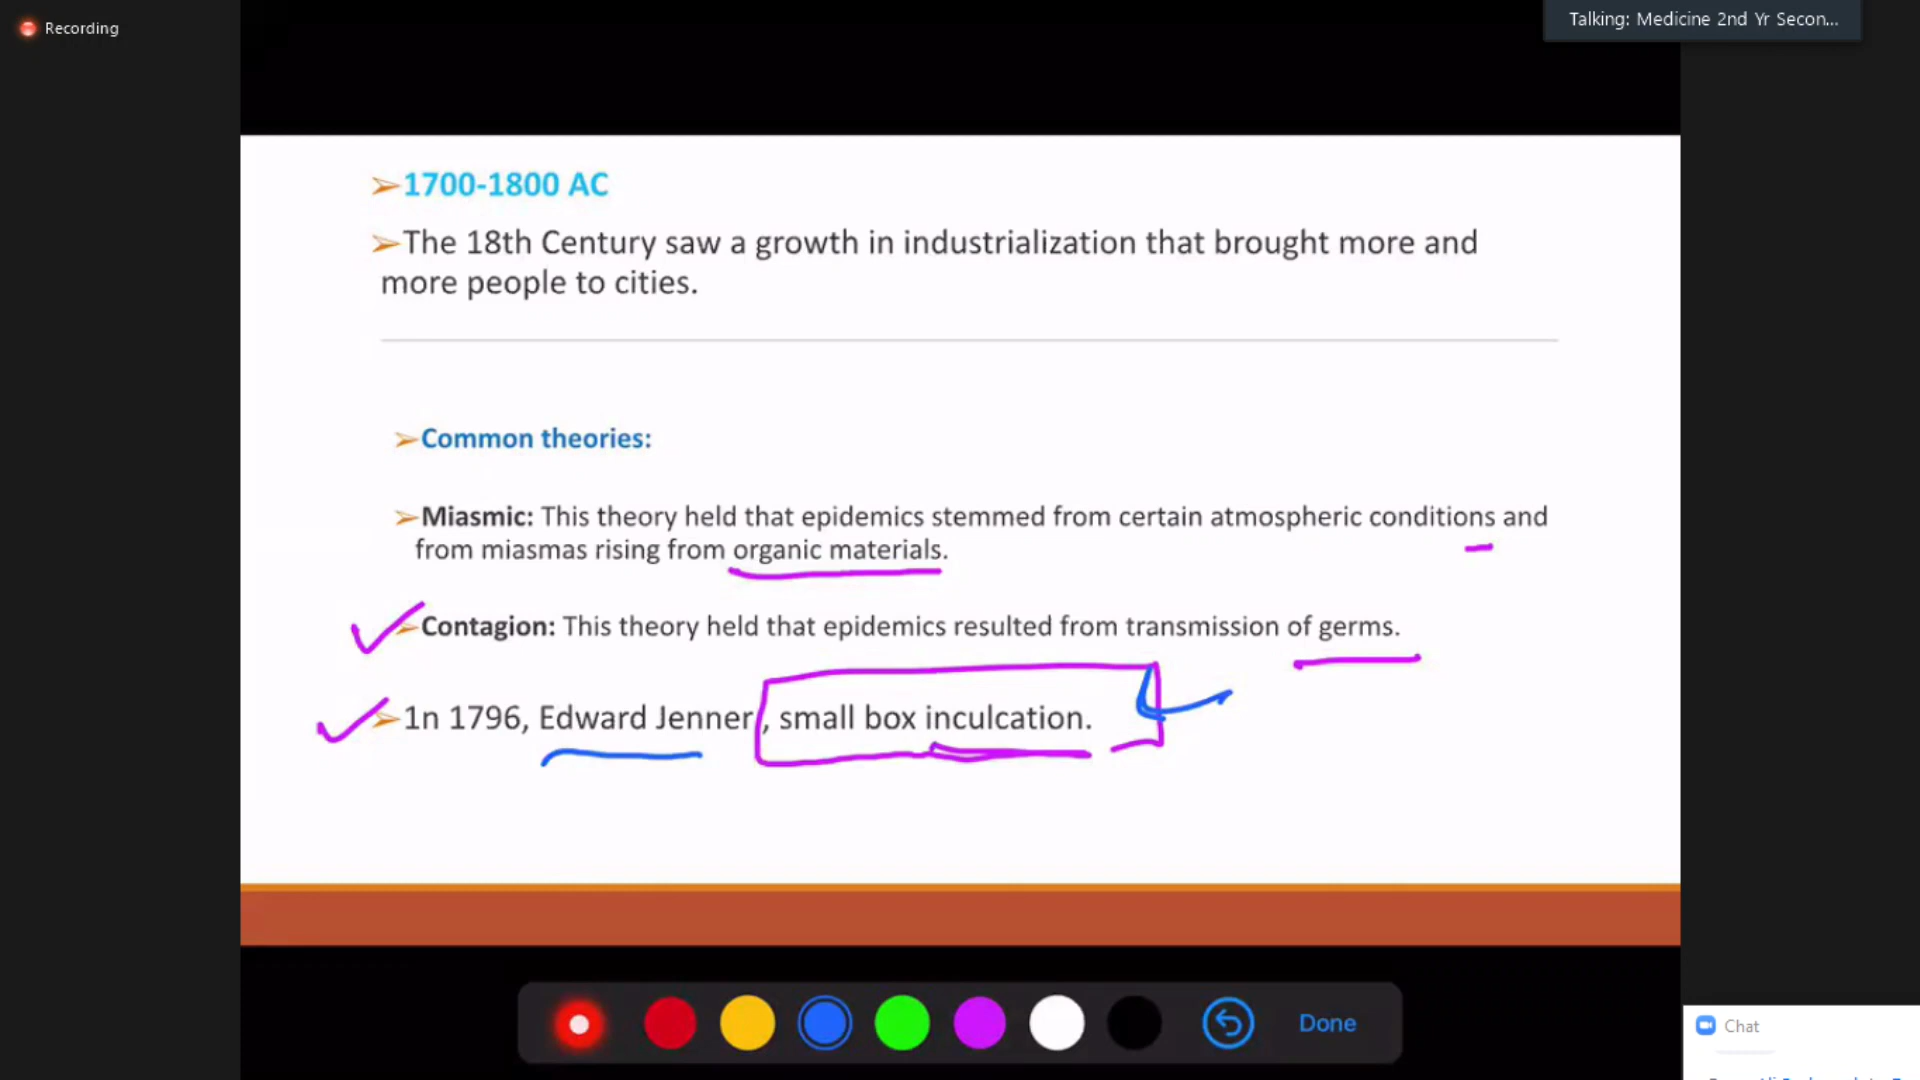 Recording
Talking: Medicine 2nd Yr Secon...
➢1700-1800 AC
➢The 18th Century saw a growth in industrialization that brought more and
more people to cities.
➢Common theories:
➢Miasmic: This theory held that epidemics stemmed from certain atmospheric conditions and
from miasmas rising from organic materials.
➢Contagion: This theory held that epidemics resulted from transmission of germs.
➢1n 1796, Edward Jenner , small box inculcation.
Done
Chat